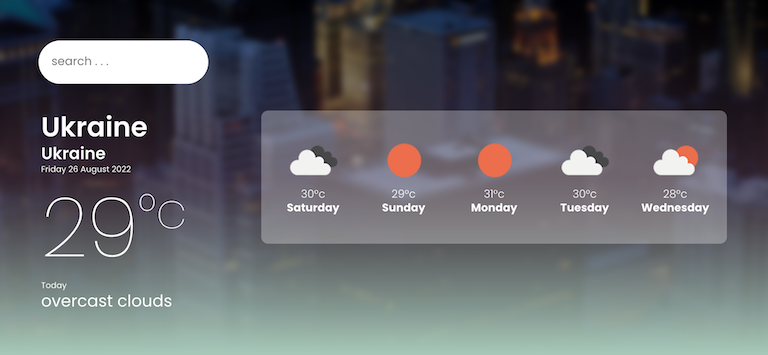 search . . .
Ukraine
Ukraine
Friday 26 August 2022
29°c
Today
overcast clouds
30°c 29°c 31°c 30°c 28°c
Saturday Sunday Monday Tuesday Wednesday